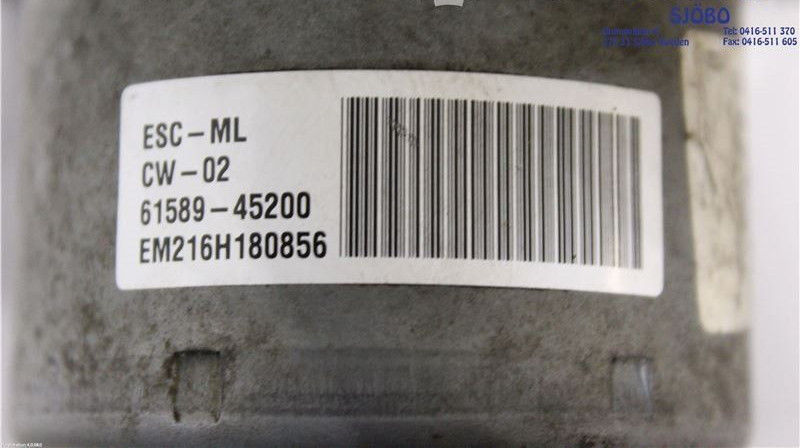 SJÖBO
Tel: 0416-511 370
Fax: 0416-511 605
ESC-ML
CW-02
61589-45200
EM216H180856